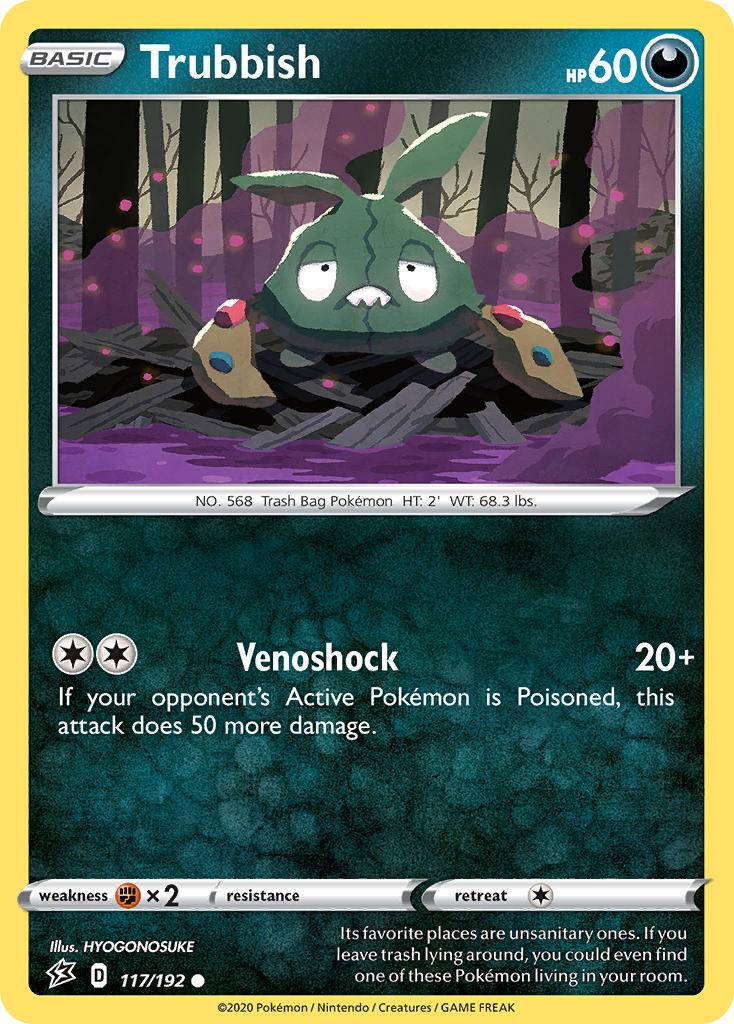 BASIC Trubbish HP60
NO. 568 Trash Bag Pokémon HT: 2' WT: 68.3 lbs.
Venoshock 20+
If your opponent's Active Pokémon is Poisoned, this
attack does 50 more damage.
weakness ×2 resistance retreat
Illus. HYOGONOSUKE
D 117/192
Its favorite places are unsanitary ones. If you
leave trash lying around, you could even find
one of these Pokémon living in your room.
©2020 Pokémon / Nintendo / Creatures / GAME FREAK